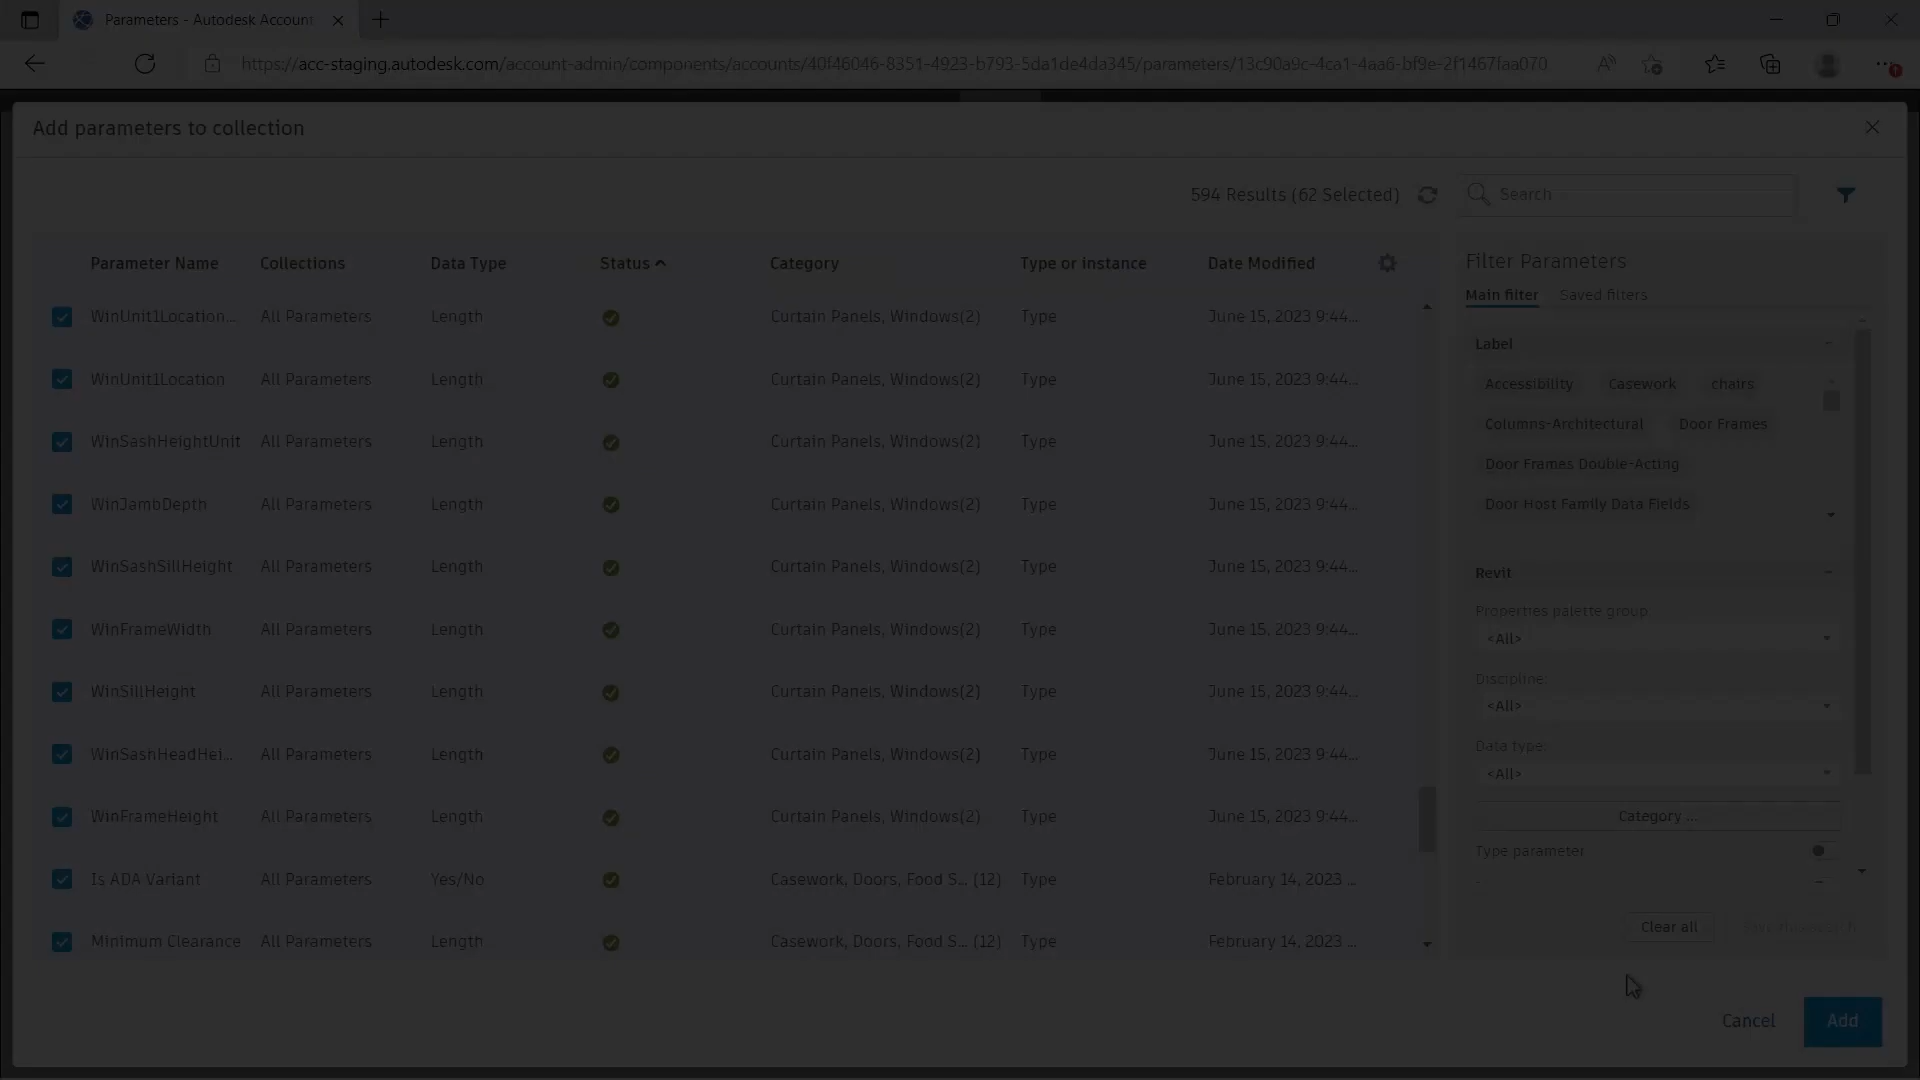 Parameters - Autodesk Account
https://acc-staging.autodesk.com/account-admin/components/accounts/40f46046-8351-4923-b793-5da1de4da345/parameters/13c90a9c-4ca1-4aa6-bf9e-2f1467faa070
Add parameters to collection
594 Results (62 Selected)
Search
Parameter Name Collections Data Type Status Category Type or instance Date Modified
WinUnit1Location... All Parameters Length Curtain Panels, Windows(2) Type June 15, 2023 9:44...
WinUnit1Location All Parameters Length Curtain Panels, Windows(2) Type June 15, 2023 9:44...
WinSashHeightUnit All Parameters Length Curtain Panels, Windows(2) Type June 15, 2023 9:44...
WinJambDepth All Parameters Length Curtain Panels, Windows(2) Type June 15, 2023 9:44...
WinSashSillHeight All Parameters Length Curtain Panels, Windows(2) Type June 15, 2023 9:44...
WinFrameWidth All Parameters Length Curtain Panels, Windows(2) Type June 15, 2023 9:44...
WinSillHeight All Parameters Length Curtain Panels, Windows(2) Type June 15, 2023 9:44...
WinSashHeadHei... All Parameters Length Curtain Panels, Windows(2) Type June 15, 2023 9:44...
WinFrameHeight All Parameters Length Curtain Panels, Windows(2) Type June 15, 2023 9:44...
Is ADA Variant All Parameters Yes/No Casework, Doors, Food S... (12) Type February 14, 2023 ...
Minimum Clearance All Parameters Length Casework, Doors, Food S... (12) Type February 14, 2023 ...
Filter Parameters
Main filter Saved filters
Label
Accessibility Casework chairs
Columns-Architectural Door Frames
Door Frames Double-Acting
Door Host Family Data Fields
Revit
Properties palette group:
<All>
Discipline:
<All>
Data type:
<All>
Category ...
Type parameter
Clear all
Cancel Add